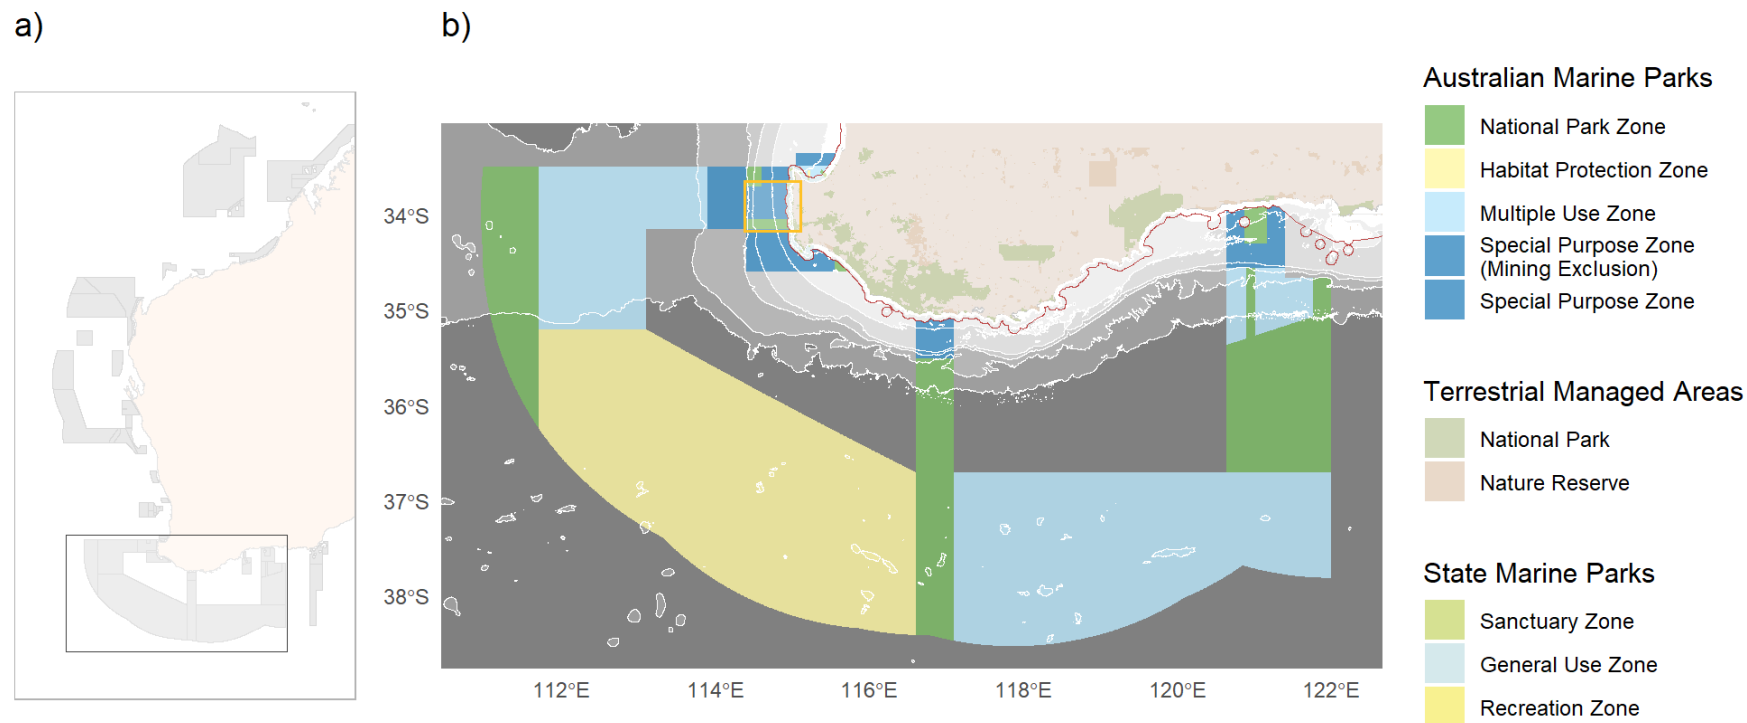 a)
b)
34°S
35°S
36°S
37°S
38°S
112°E
114°E
116°E
118°E
120°E
122°E
Australian Marine Parks
National Park Zone
Habitat Protection Zone
Multiple Use Zone
Special Purpose Zone
(Mining Exclusion)
Special Purpose Zone
Terrestrial Managed Areas
National Park
Nature Reserve
State Marine Parks
Sanctuary Zone
General Use Zone
Recreation Zone